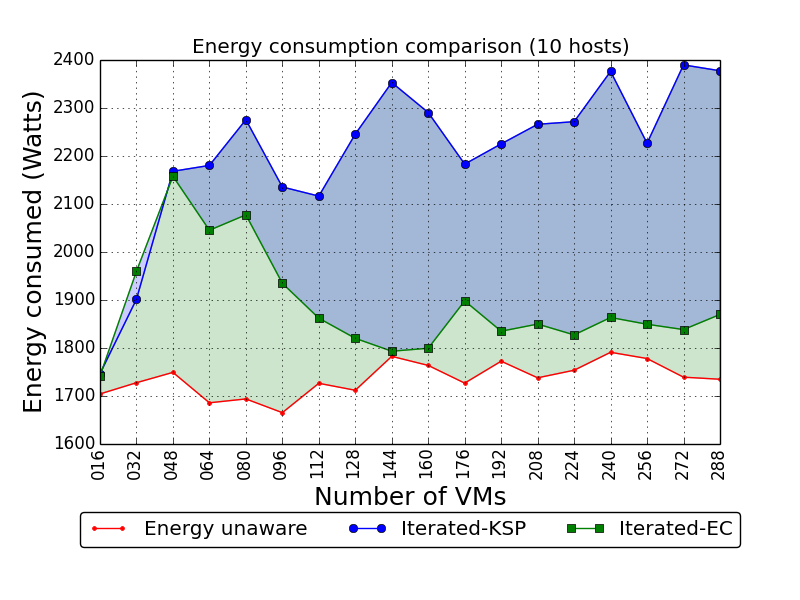 Energy consumption comparison (10 hosts)
Energy consumed (Watts)
2400
2300
2200
2100
2000
1900
1800
1700
1600
016 032 048 064 080 096 112 128 144 160 176 192 208 224 240 256 272 288
Number of VMs
Energy unaware Iterated-KSP Iterated-EC